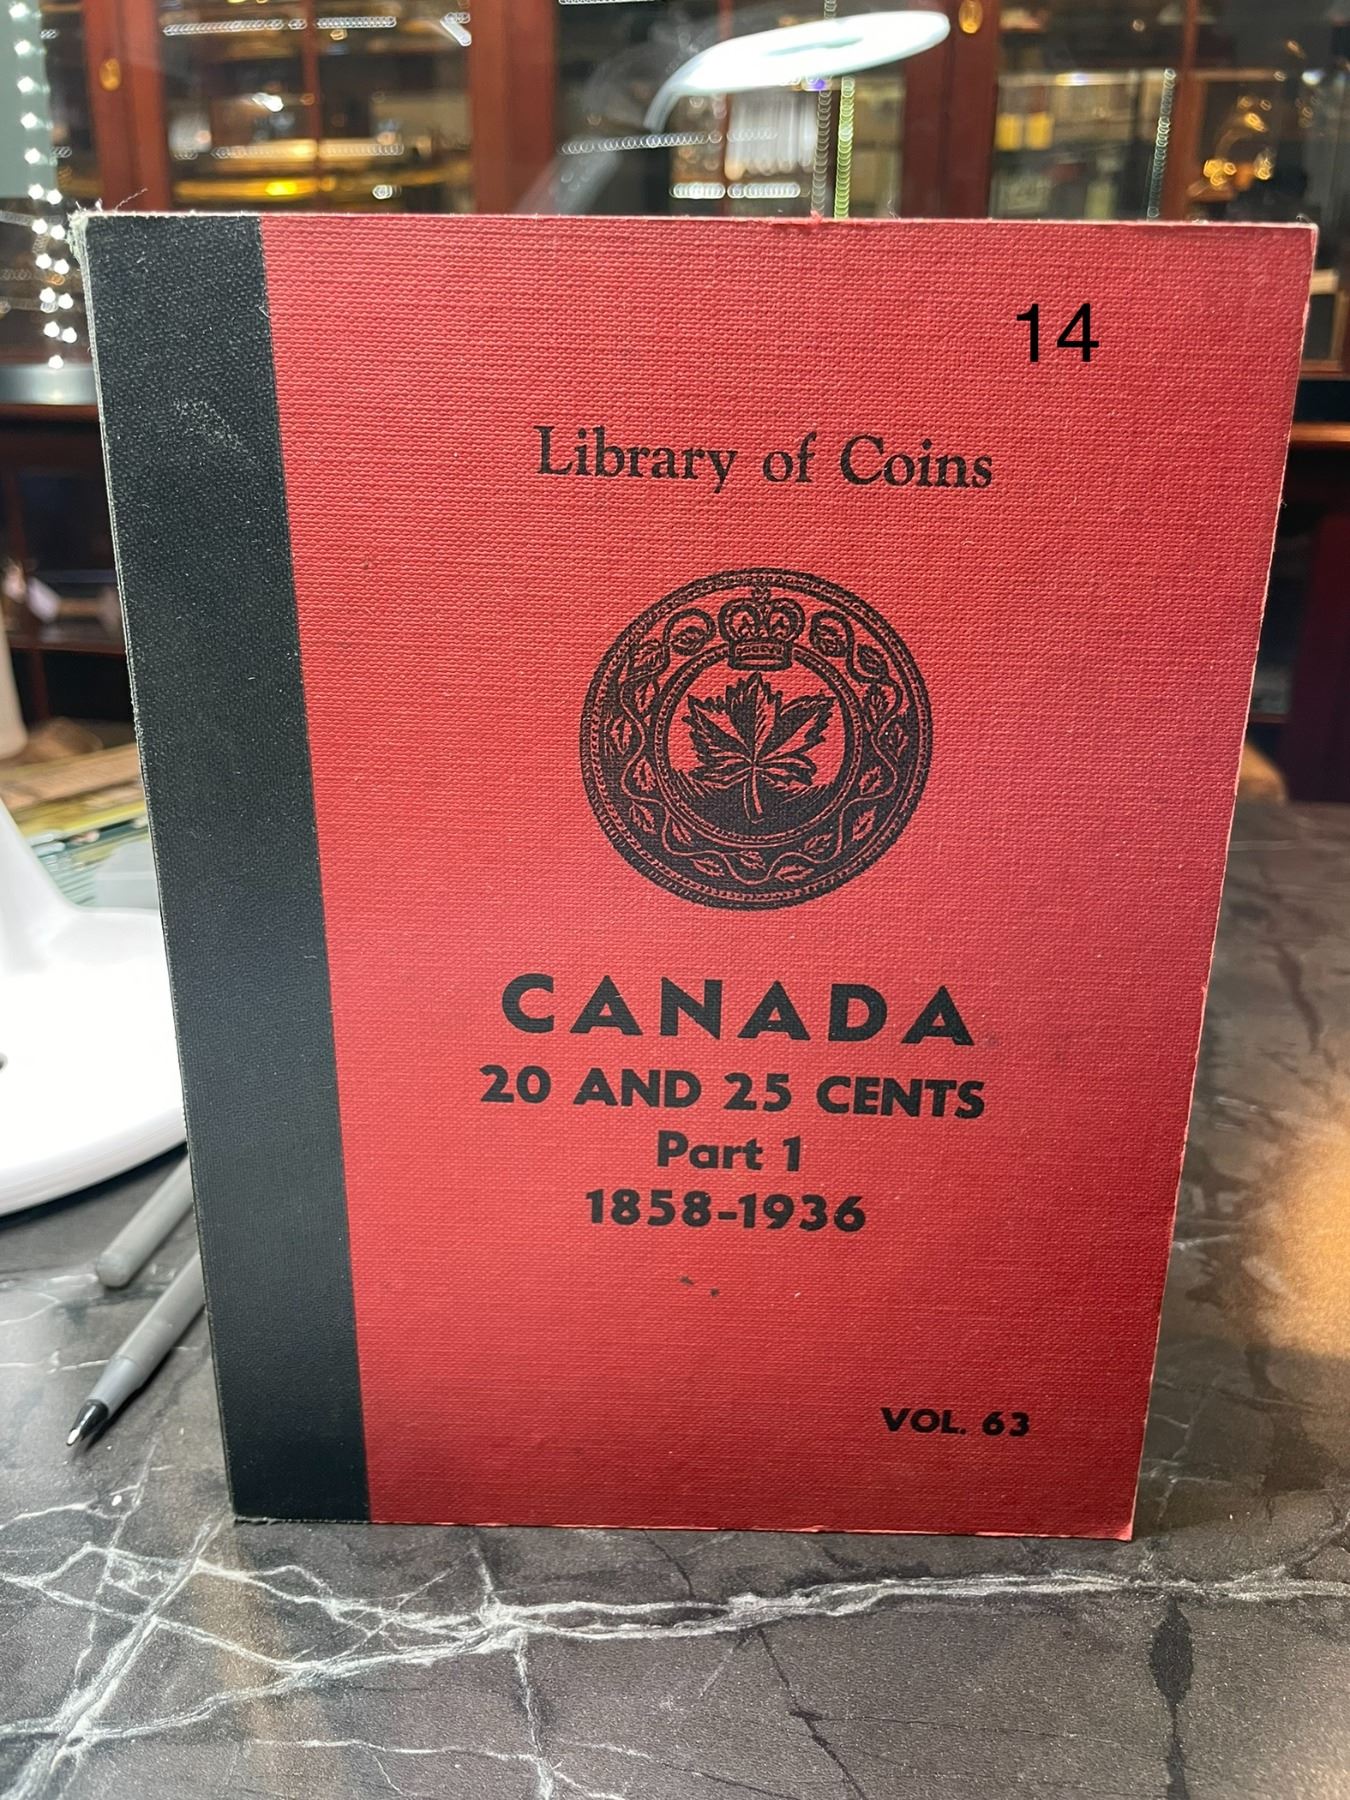 14
Library of Coins
CANADA
20 AND 25 CENTS
Part 1
1858-1936
VOL. 63